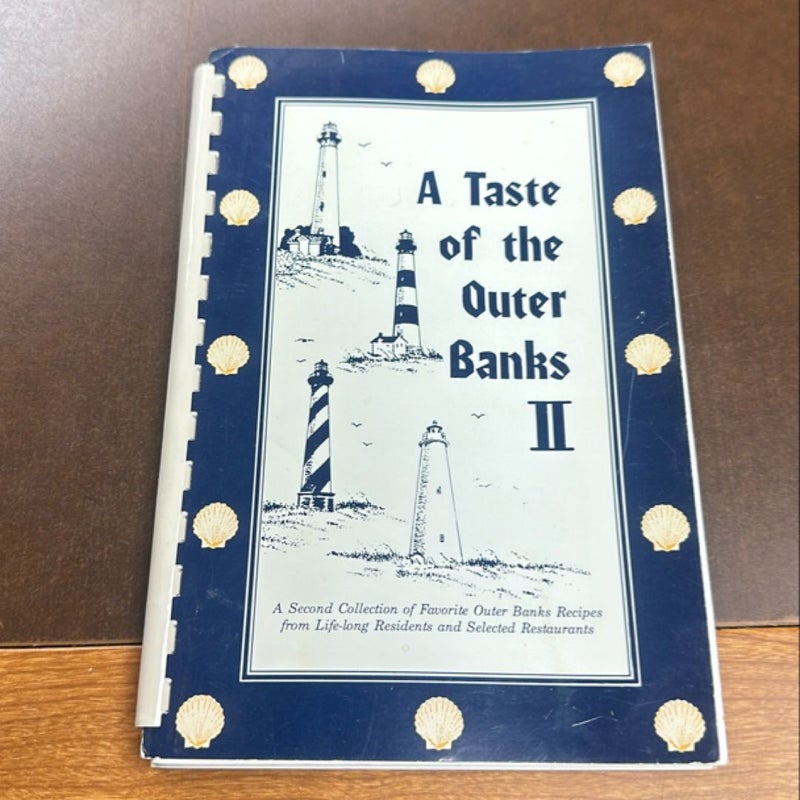 A Taste
of the
Outer
Banks
II
A Second Collection of Favorite Outer Banks Recipes
from Life-long Residents and Selected Restaurants